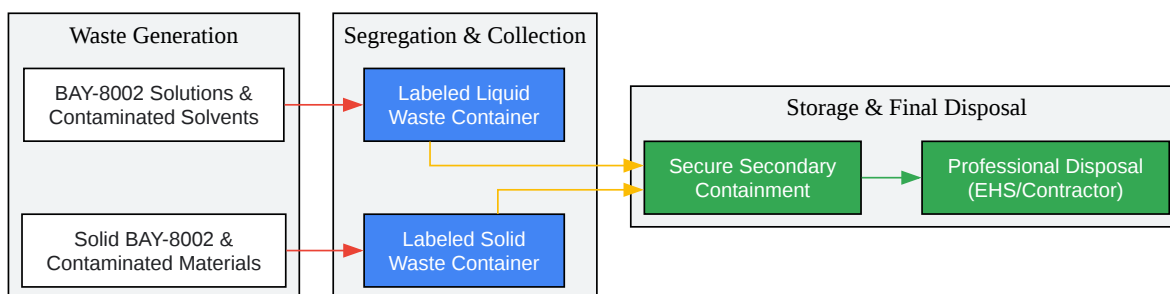 Waste Generation
BAY-8002 Solutions &
Contaminated Solvents
Solid BAY-8002 &
Contaminated Materials
Segregation & Collection
Labeled Liquid
Waste Container
Labeled Solid
Waste Container
Storage & Final Disposal
Secure Secondary
Containment
Professional Disposal
(EHS/Contractor)